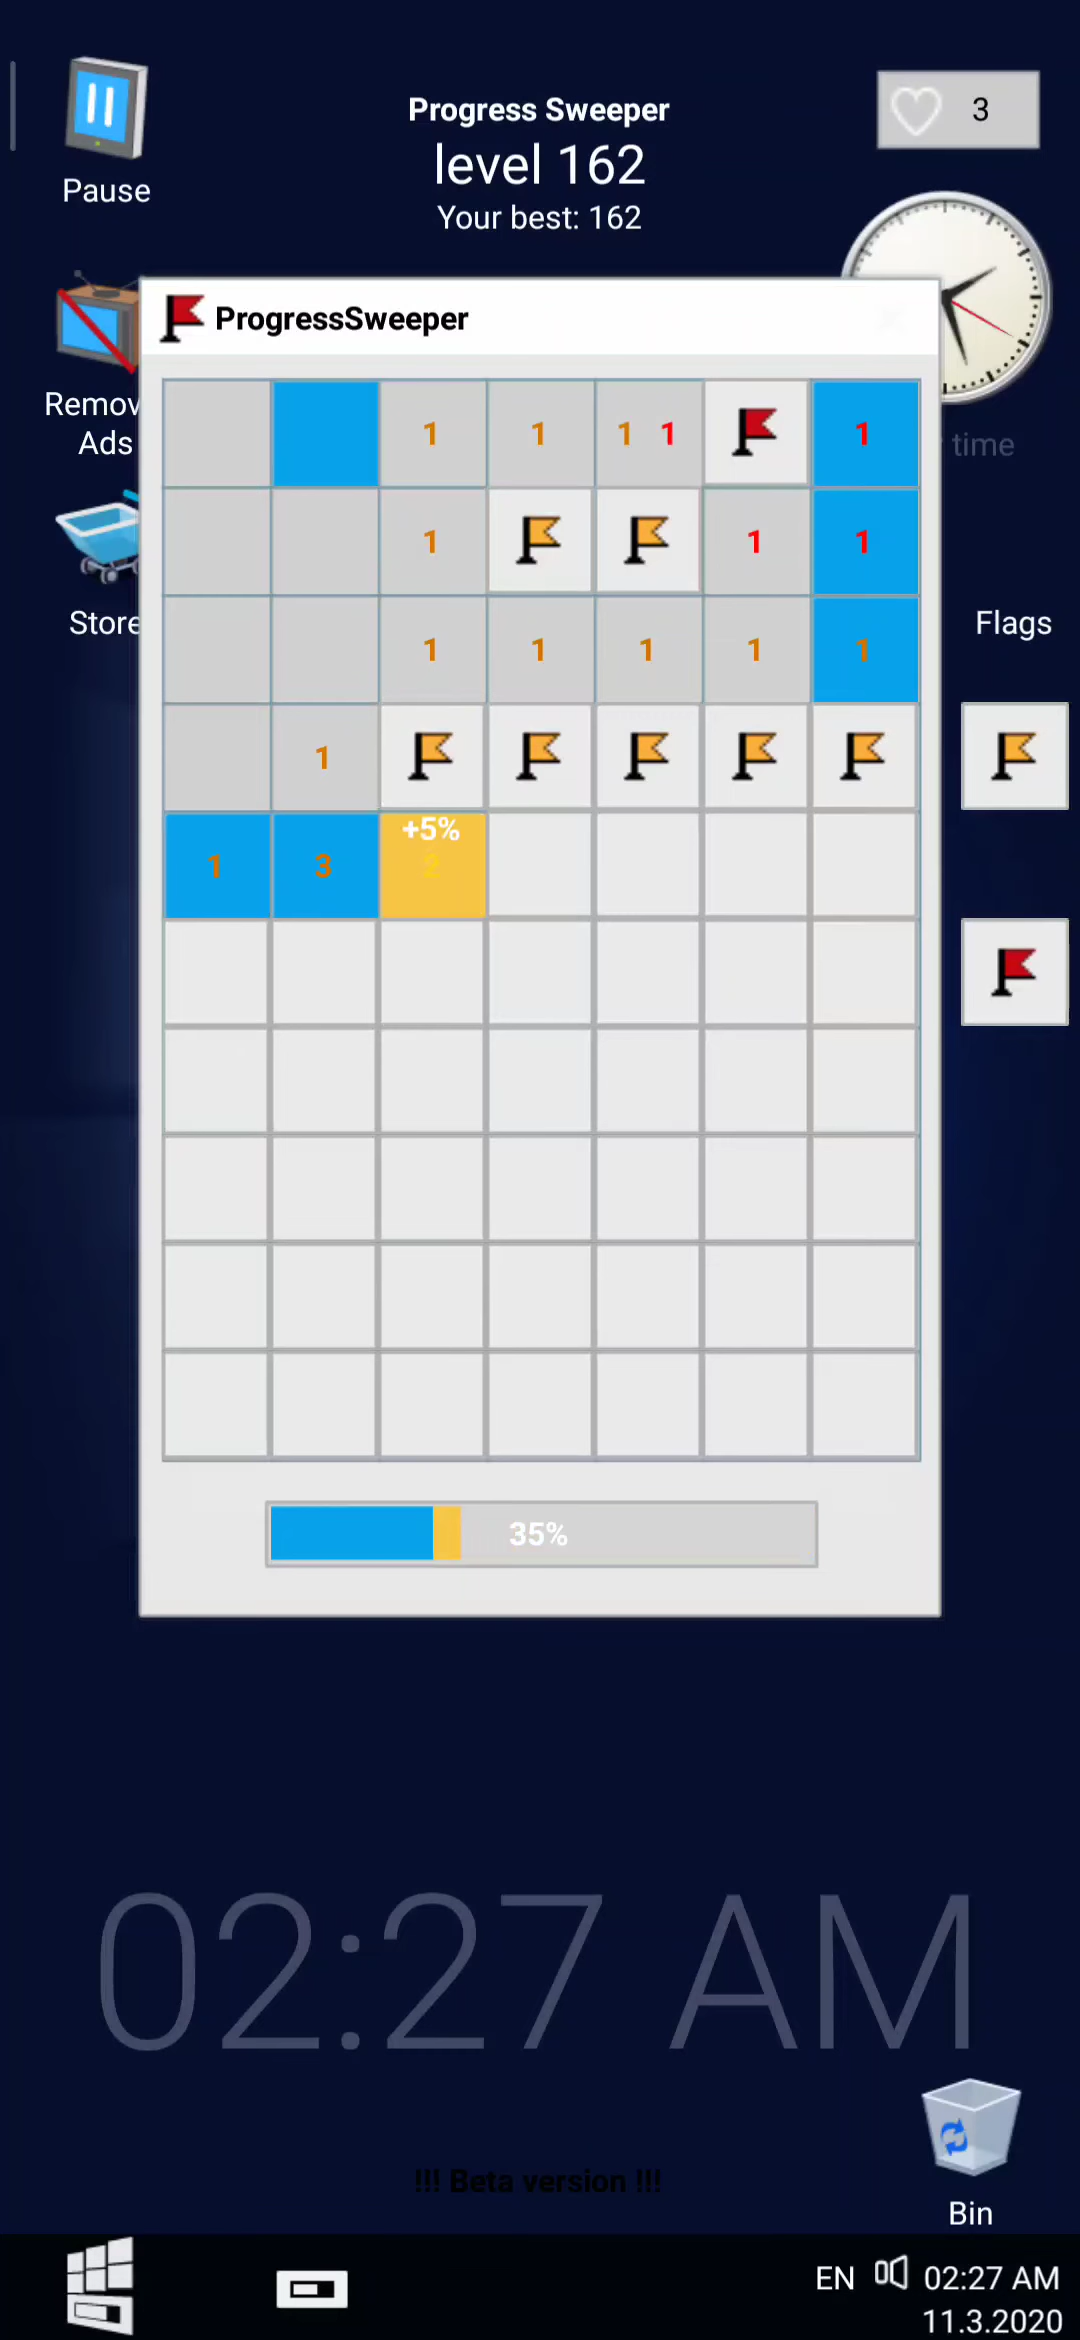 Progress Sweeper
level 162
Your best: 162
3
Pause
ProgressSweeper
Remov
Ads
time
Store
Flags
1 1 1 1 1
1 1 1
1 1 1 1 1
1
+5%
1 3 2
35%
02:27 AM
!!! Beta version !!!
Bin
EN 02:27 AM
11.3.2020